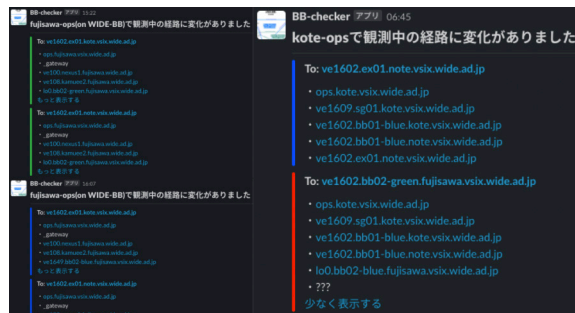 BB-checker アプリ 13:22
fujisawa-ops(on WIDE-BB)で観測中の経路に変化がありました
To: ve1602.ex01.kote.vsix.wide.ad.jp
• ops.fujisawa.vsix.wide.ad.jp
• _gateway
• ve100.nexus1.fujisawa.wide.ad.jp
• ve108.kamuee2.fujisawa.wide.ad.jp
• lo0.bb02-green.fujisawa.vsix.wide.ad.jp
もっと表示する
To: ve1602.ex01.note.vsix.wide.ad.jp
• ops.fujisawa.vsix.wide.ad.jp
• _gateway
• ve100.nexus1.fujisawa.wide.ad.jp
• ve108.kamuee2.fujisawa.wide.ad.jp
• lo0.bb02-green.fujisawa.vsix.wide.ad.jp
もっと表示する
BB-checker アプリ 16:07
fujisawa-ops(on WIDE-BB)で観測中の経路に変化がありました
To: ve1602.ex01.kote.vsix.wide.ad.jp
• ops.fujisawa.vsix.wide.ad.jp
• _gateway
• ve100.nexus1.fujisawa.wide.ad.jp
• ve108.kamuee2.fujisawa.wide.ad.jp
• ve1649.bb02-blue.fujisawa.vsix.wide.ad.jp
もっと表示する
To: ve1602.ex01.note.vsix.wide.ad.jp
• ops.fujisawa.vsix.wide.ad.jp
• _gateway
BB-checker アプリ 06:45
kote-opsで観測中の経路に変化がありました
To: ve1602.ex01.note.vsix.wide.ad.jp
• ops.kote.vsix.wide.ad.jp
• ve1609.sg01.kote.vsix.wide.ad.jp
• ve1602.bb01-blue.kote.vsix.wide.ad.jp
• ve1602.bb01-blue.note.vsix.wide.ad.jp
• ve1602.ex01.note.vsix.wide.ad.jp
To: ve1602.bb02-green.fujisawa.vsix.wide.ad.jp
• ops.kote.vsix.wide.ad.jp
• ve1609.sg01.kote.vsix.wide.ad.jp
• ve1602.bb01-blue.kote.vsix.wide.ad.jp
• ve1602.bb01-blue.note.vsix.wide.ad.jp
• lo0.bb02-blue.fujisawa.vsix.wide.ad.jp
• ???
少なく表示する